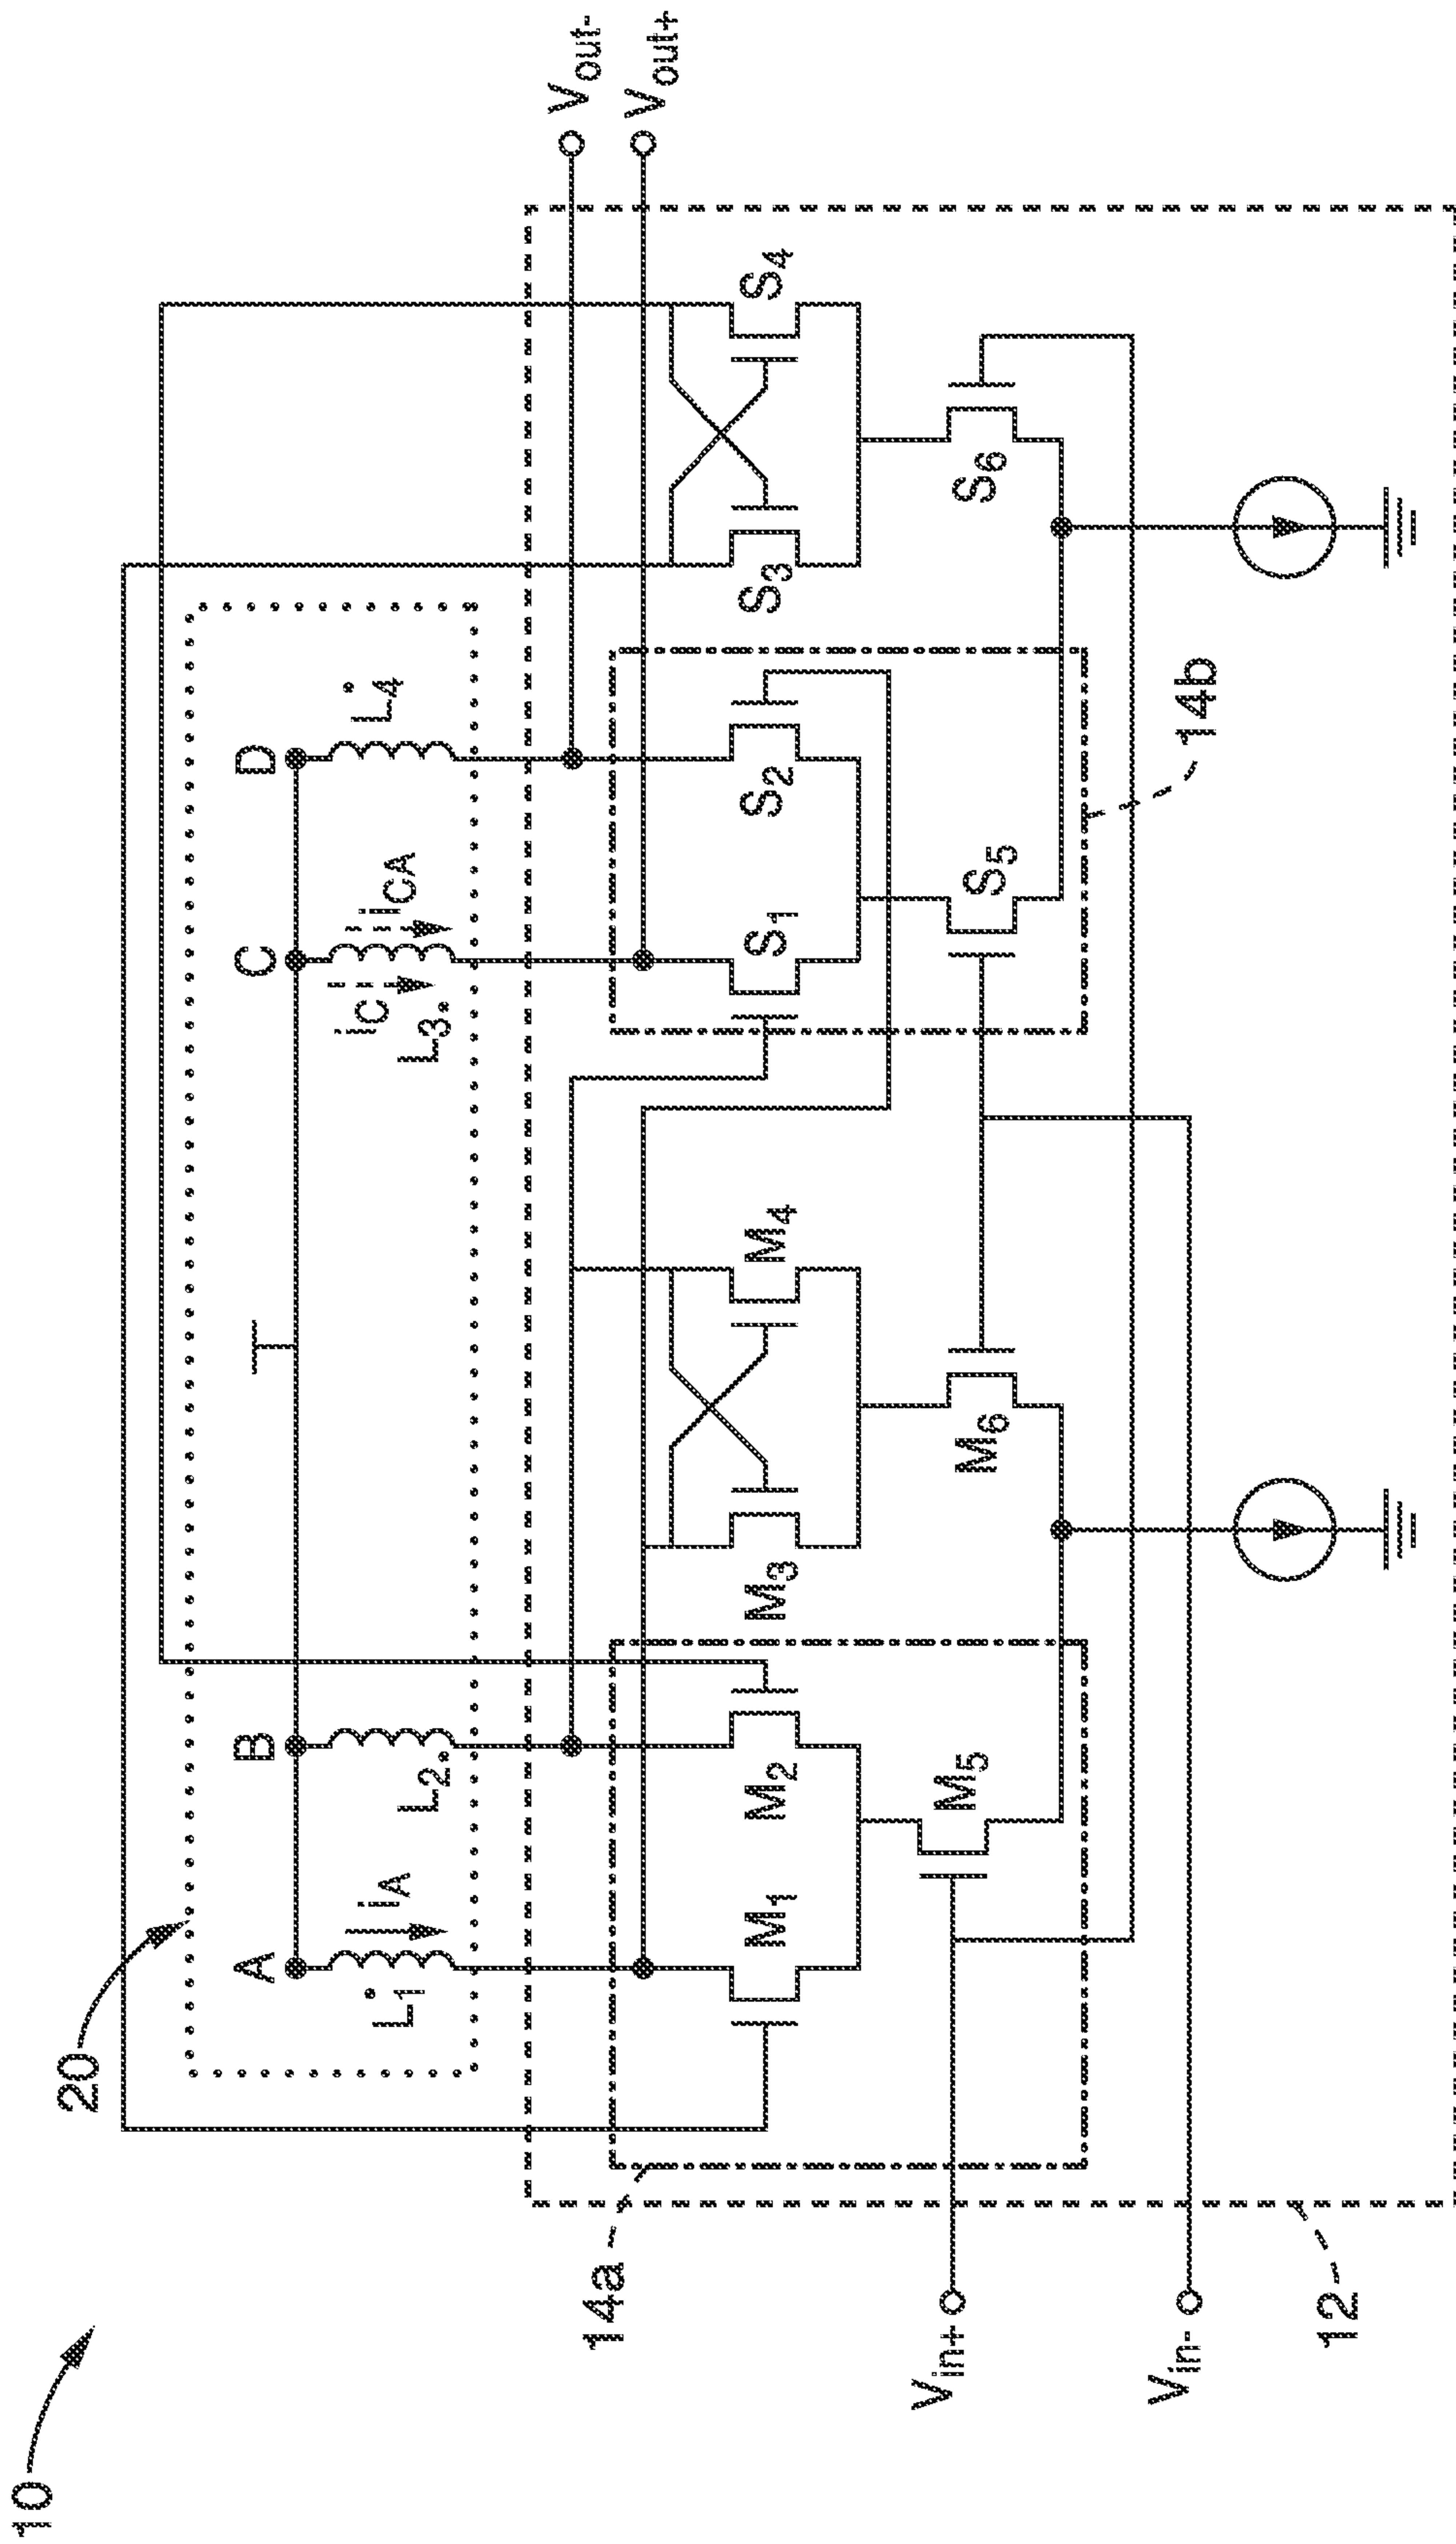 10
20
A
B
C
D
L1
iA
L2
iC
iCA
L3
L4
Vout-
Vout+
M1
M2
M3
M4
S1
S2
S3
S4
M5
M6
S5
S6
14a
14b
Vin+
Vin-
12